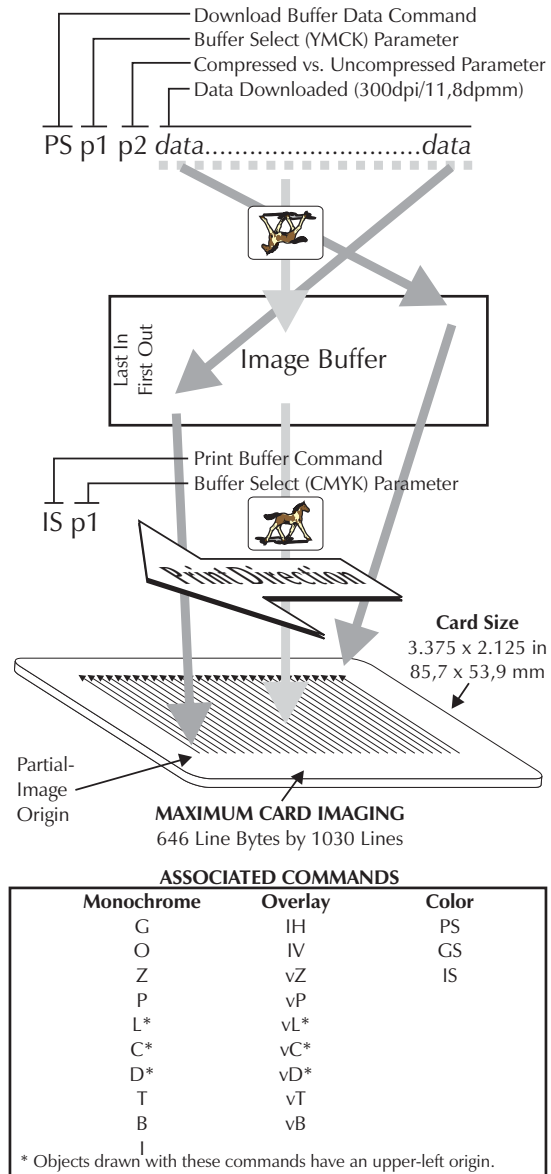 Download Buffer Data Command
Buffer Select (YMCK) Parameter
Compressed vs. Uncompressed Parameter
Data Downloaded (300dpi/11,8dpmm)
PS p1 p2 data..........................................data
Last In
First Out
Image Buffer
Print Buffer Command
Buffer Select (CMYK) Parameter
IS p1
Print Direction
Card Size
3.375 x 2.125 in
85,7 x 53,9 mm
Partial-
Image
Origin
MAXIMUM CARD IMAGING
646 Line Bytes by 1030 Lines
ASSOCIATED COMMANDS
Monochrome Overlay Color
G IH PS
O IV GS
Z vZ IS
P vP
L* vL*
C* vC*
D* vD*
T vT
B vB
I
* Objects drawn with these commands have an upper-left origin.